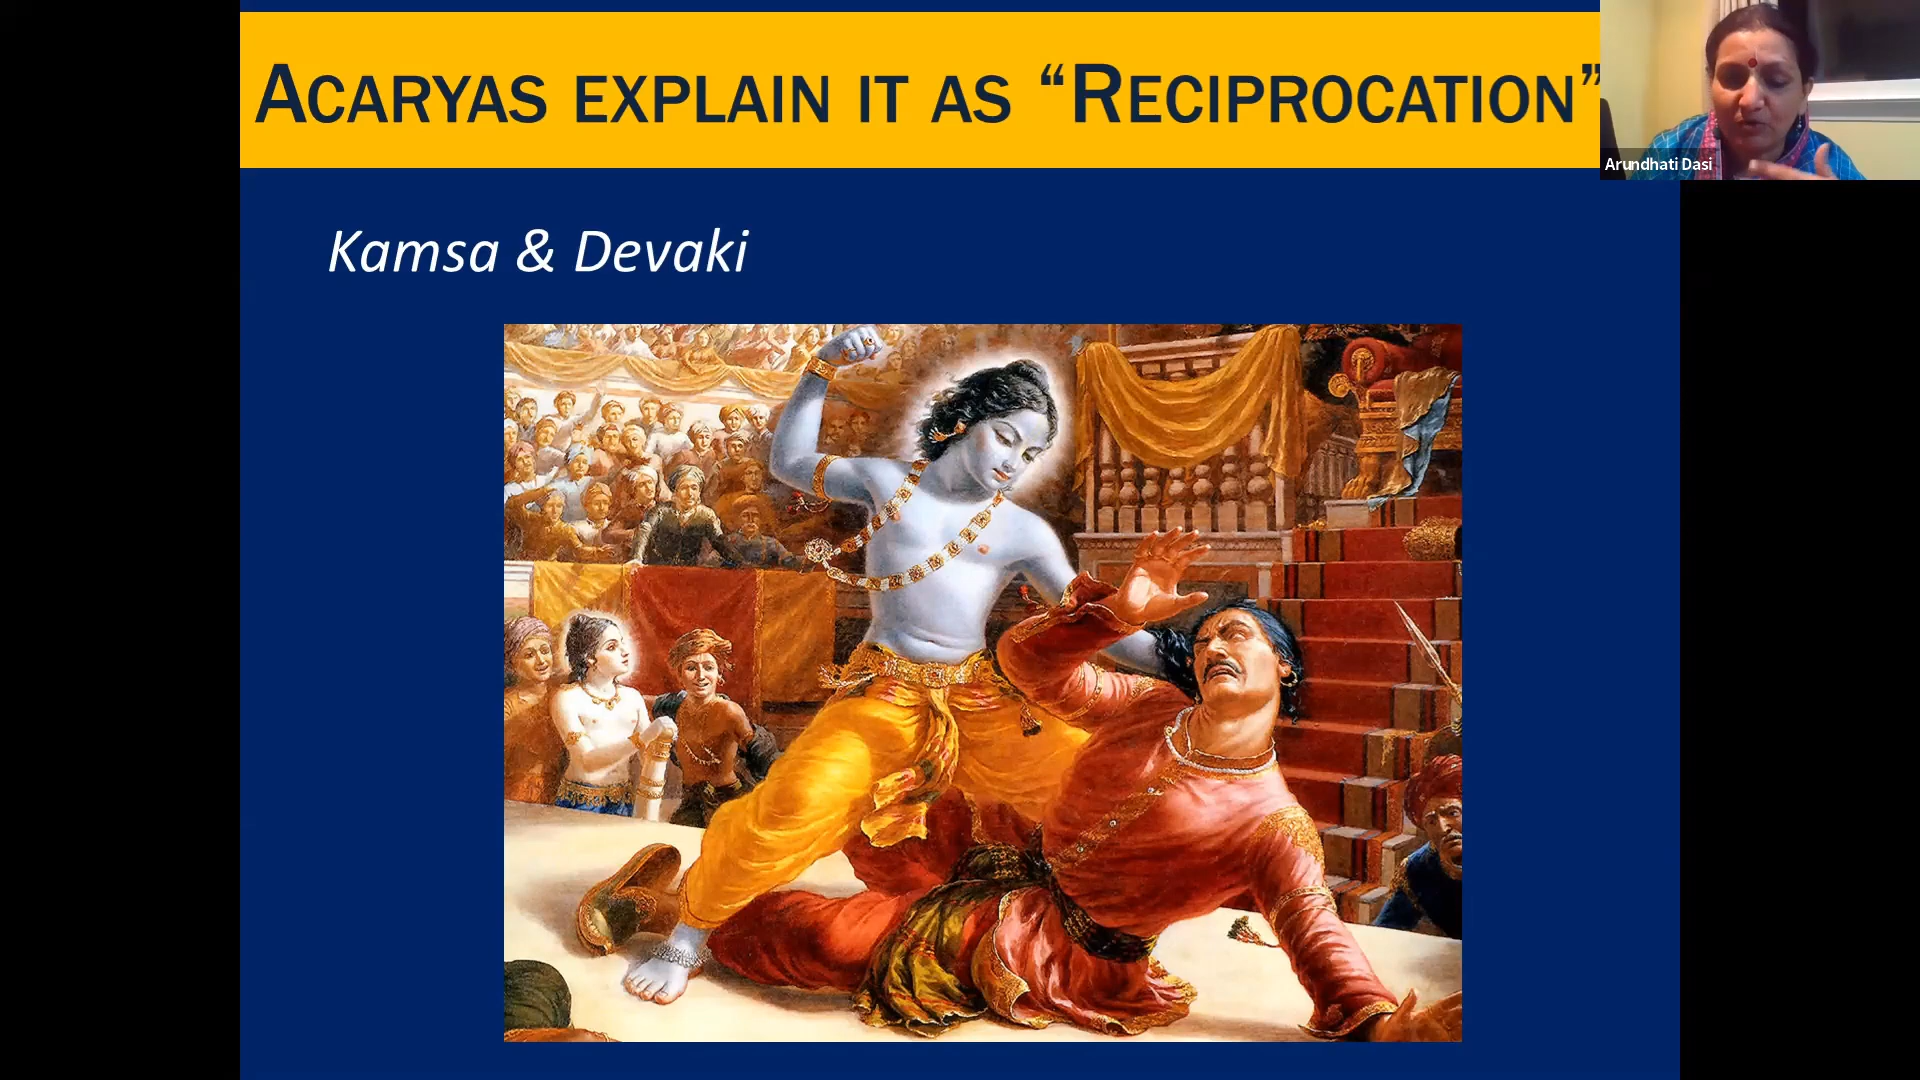 ACARYAS EXPLAIN IT AS “RECIPROCATION”
Arundhati Dasi
Kamsa & Devaki